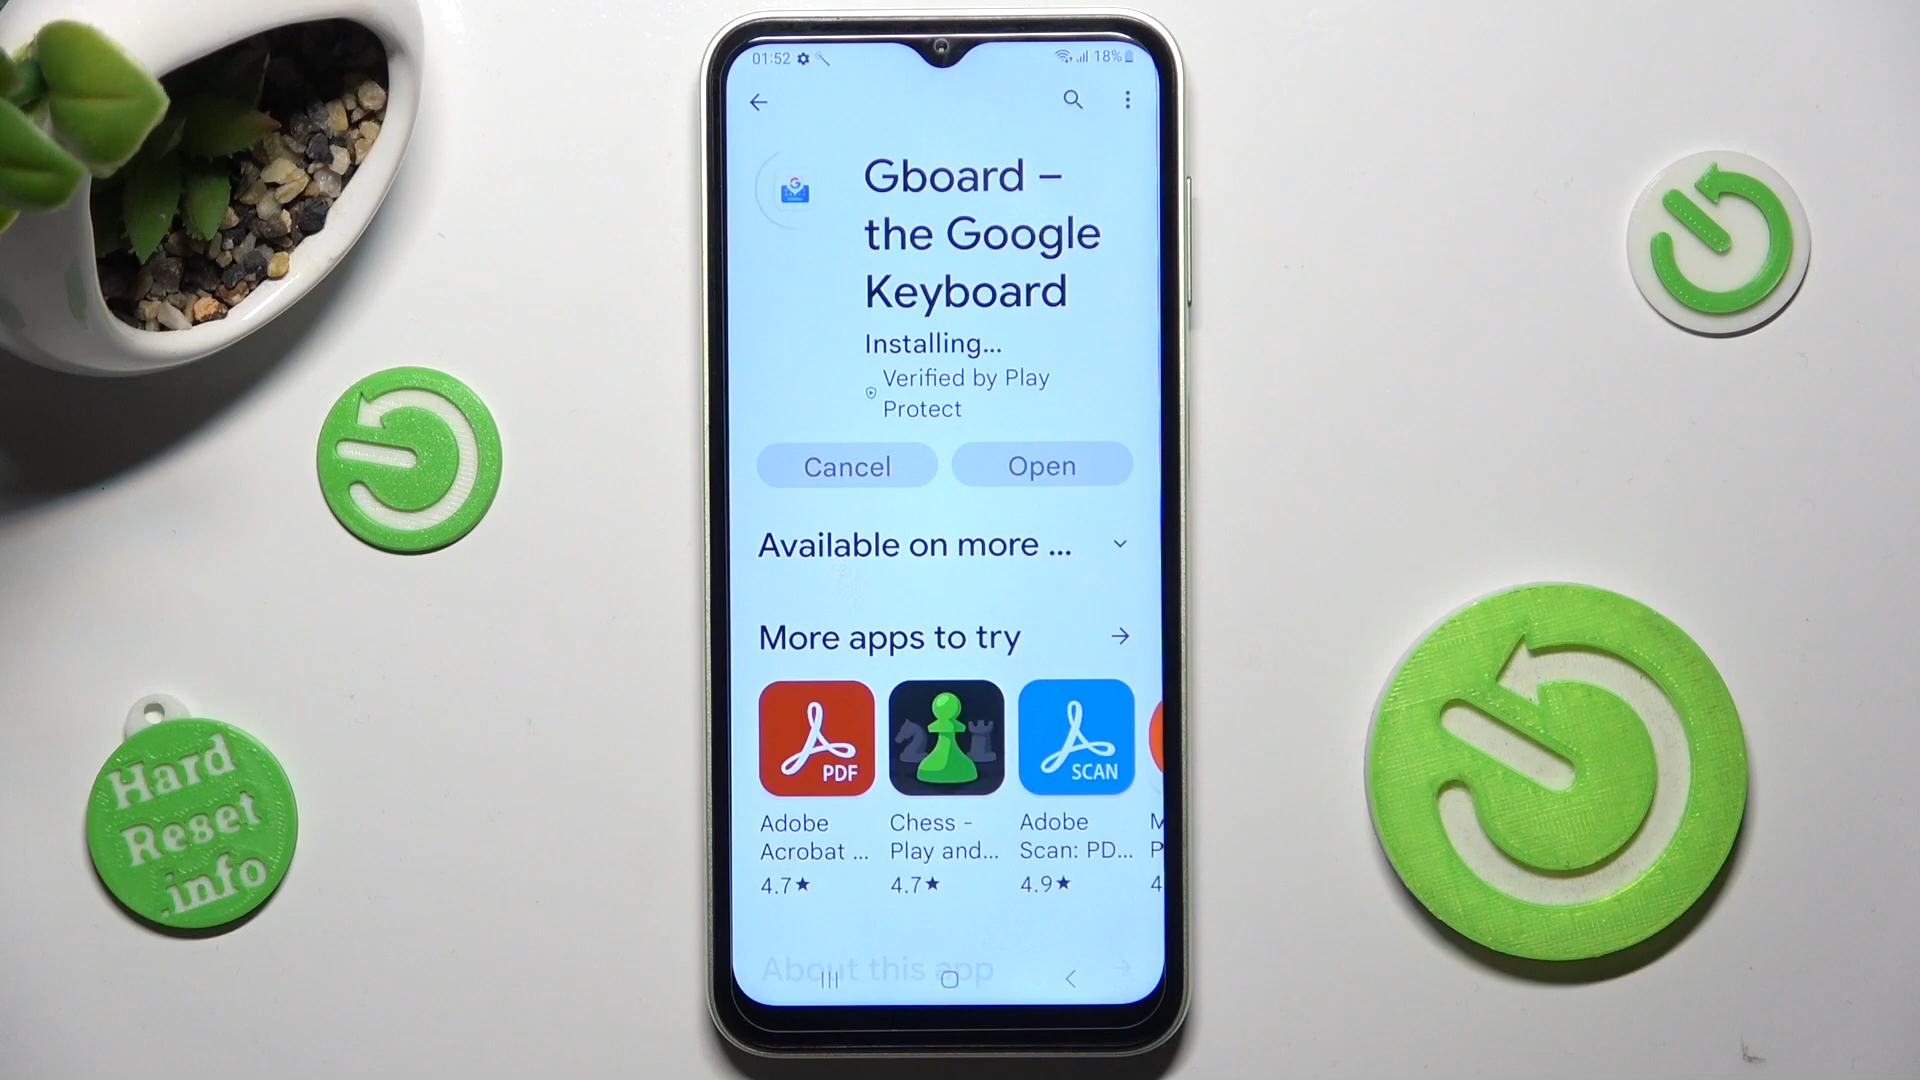 01:52
18%
Gboard –
the Google
Keyboard
Installing...
Verified by Play
Protect
Cancel
Open
Available on more ...
More apps to try
PDF
SCAN
Adobe
Acrobat ...
4.7★
Chess -
Play and...
4.7★
Adobe
Scan: PD...
4.9★
M
P
4
About this app
Hard
Reset
.info